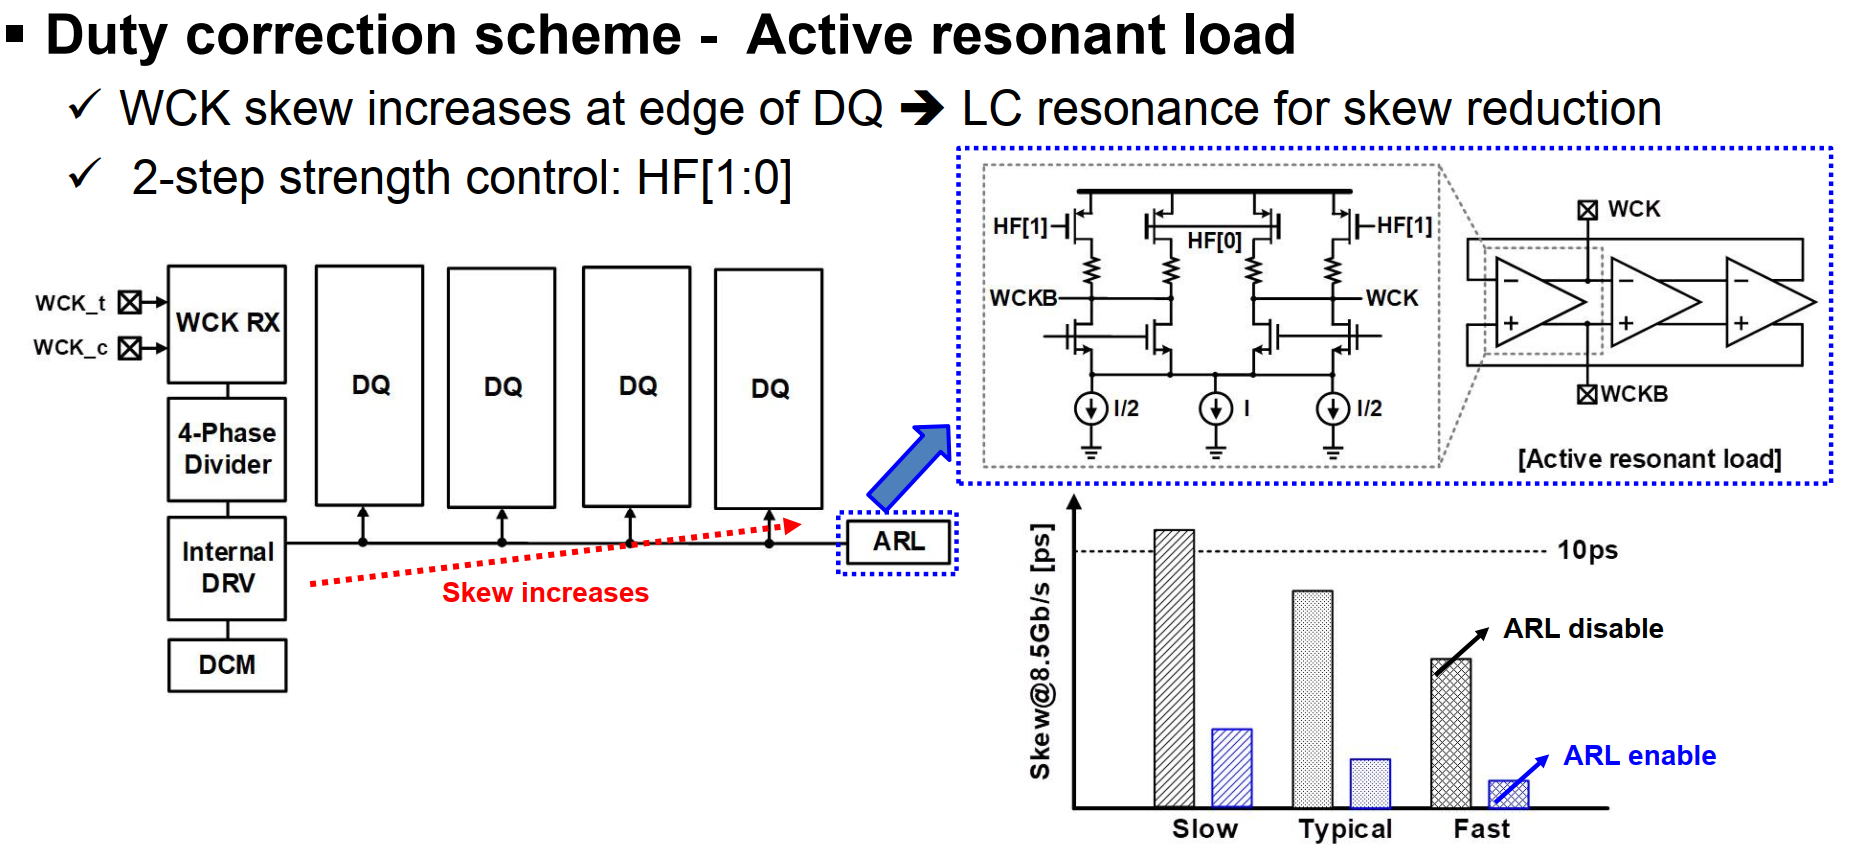 ▪ Duty correction scheme - Active resonant load
✓ WCK skew increases at edge of DQ ➔ LC resonance for skew reduction
✓ 2-step strength control: HF[1:0]
WCK_t
WCK_c
WCK RX
4-Phase
Divider
Internal
DRV
DCM
DQ
DQ
DQ
DQ
Skew increases
ARL
HF[1]
HF[0]
HF[1]
WCKB
WCK
I/2
I
I/2
WCK
−
+
−
+
−
+
WCKB
[Active resonant load]
Skew@8.5Gb/s [ps]
10ps
ARL disable
ARL enable
Slow
Typical
Fast